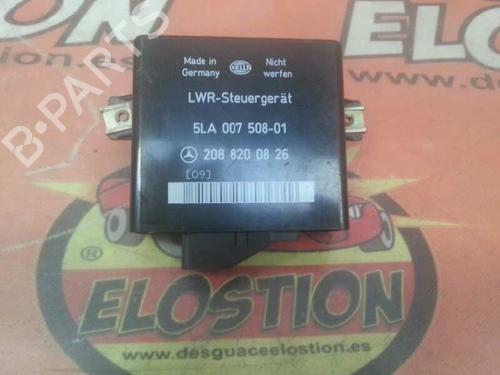 ELOSTION
B-PARTS
Made in Germany
HELLA
Nicht werfen
LWR-Steuergerät
5LA 007 508-01
208 820 08 26
[09]
®
ELOSTION
www.desguaceelostion.es